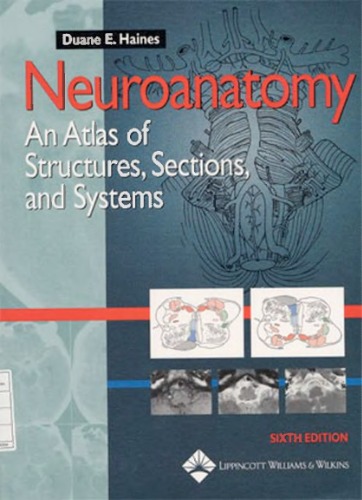 Duane E. Haines
Neuroanatomy
An Atlas of
Structures, Sections,
and Systems
SIXTH EDITION
LIPPINCOTT WILLIAMS & WILKINS